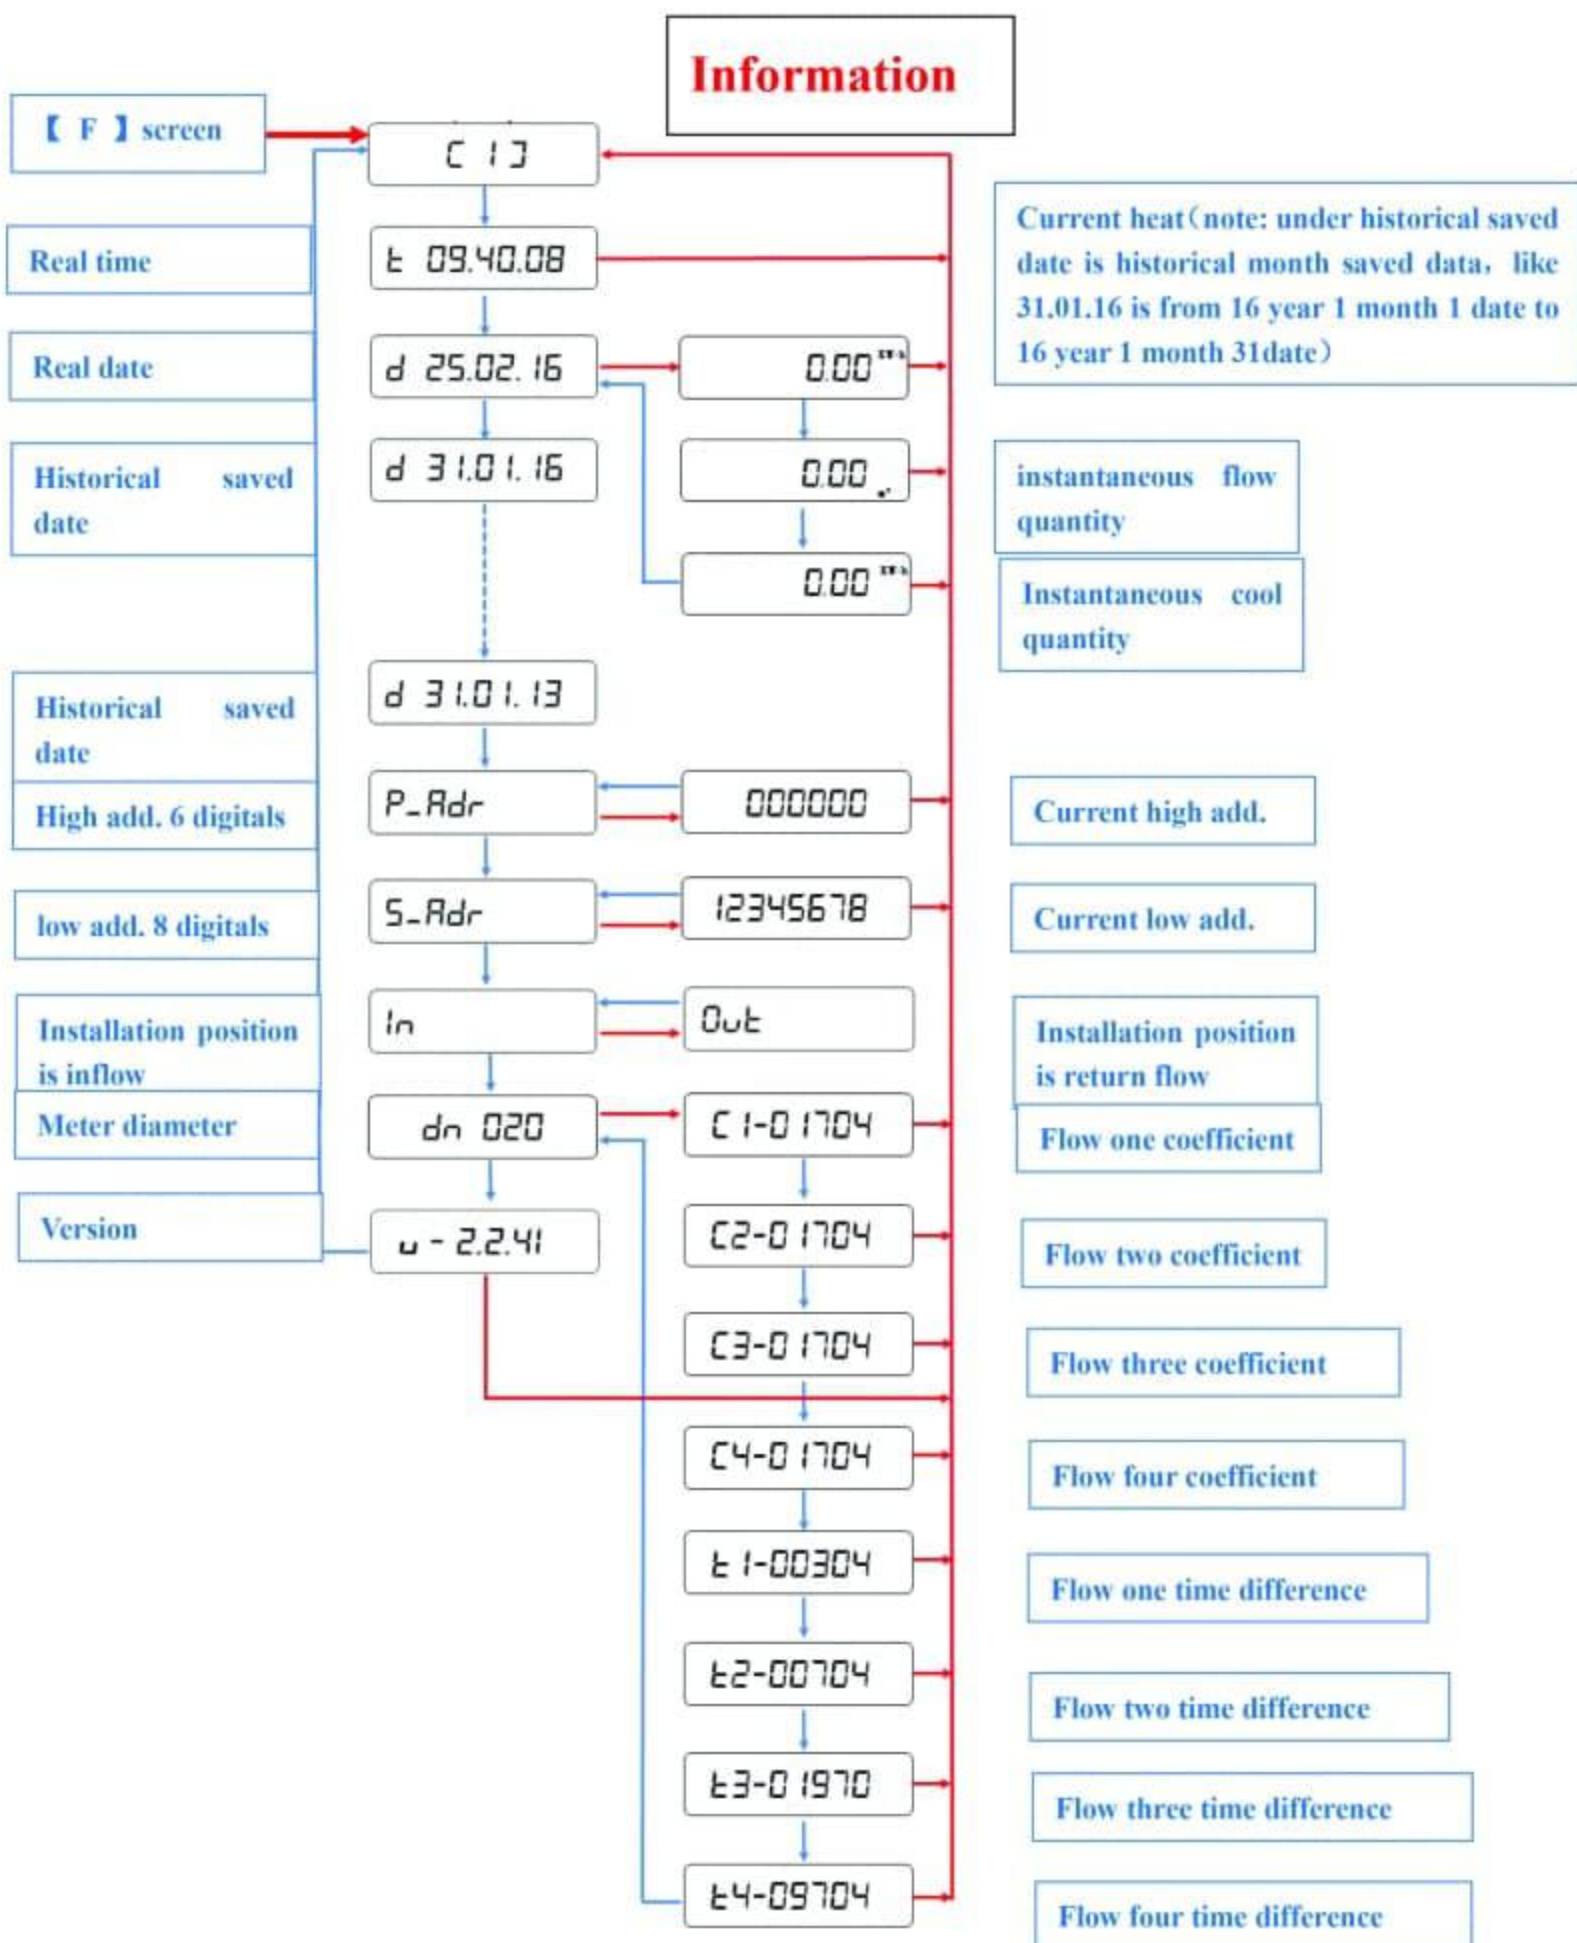 Information
【 F 】 screen
[ 1 ]
Real time
t 09.40.08
Current heat(note: under historical saved
date is historical month saved data, like
31.01.16 is from 16 year 1 month 1 date to
16 year 1 month 31date)
Real date
d 25.02.16
0.00
Historical saved
date
d 31.01.16
0.00
instantaneous flow
quantity
0.00
Instantaneous cool
quantity
Historical saved
date
d 31.01.13
High add. 6 digitals
P_Adr
000000
Current high add.
low add. 8 digitals
S_Adr
12345678
Current low add.
Installation position
is inflow
In
Out
Installation position
is return flow
Meter diameter
dn 020
C1-01704
Flow one coefficient
Version
u - 2.2.41
C2-01704
Flow two coefficient
C3-01704
Flow three coefficient
C4-01704
Flow four coefficient
t1-00304
Flow one time difference
t2-00704
Flow two time difference
t3-01970
Flow three time difference
t4-09704
Flow four time difference